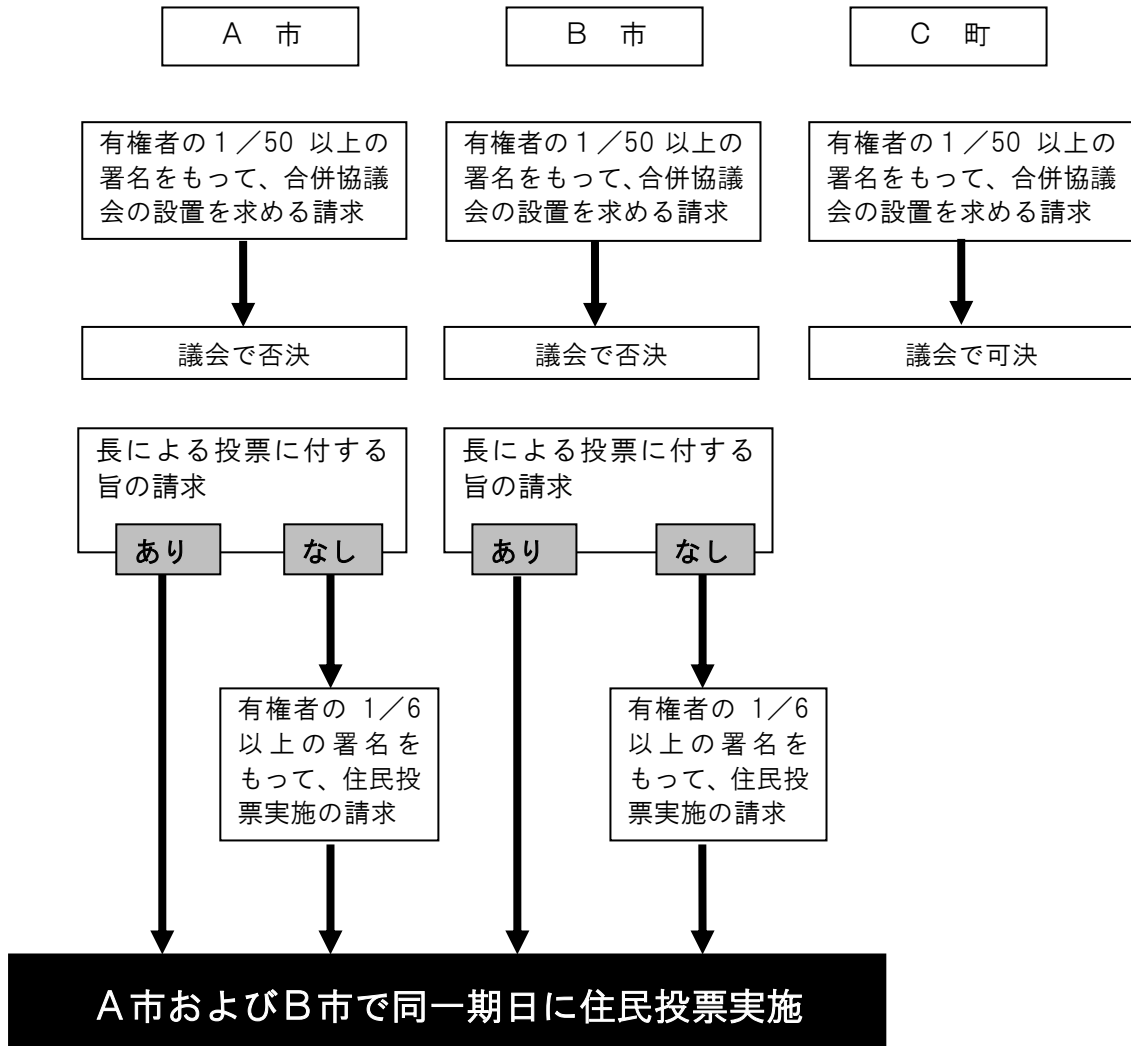 A 市
B 市
C 町
有権者の1/50 以上の
署名をもって、合併協議
会の設置を求める請求
有権者の1/50 以上の
署名をもって、合併協議
会の設置を求める請求
有権者の1/50 以上の
署名をもって、合併協議
会の設置を求める請求
議会で否決
議会で否決
議会で可決
長による投票に付する
旨の請求
あり
なし
長による投票に付する
旨の請求
あり
なし
有権者の 1/6
以上の署名を
もって、住民投
票実施の請求
有権者の 1/6
以上の署名を
もって、住民投
票実施の請求
A市およびB市で同一期日に住民投票実施